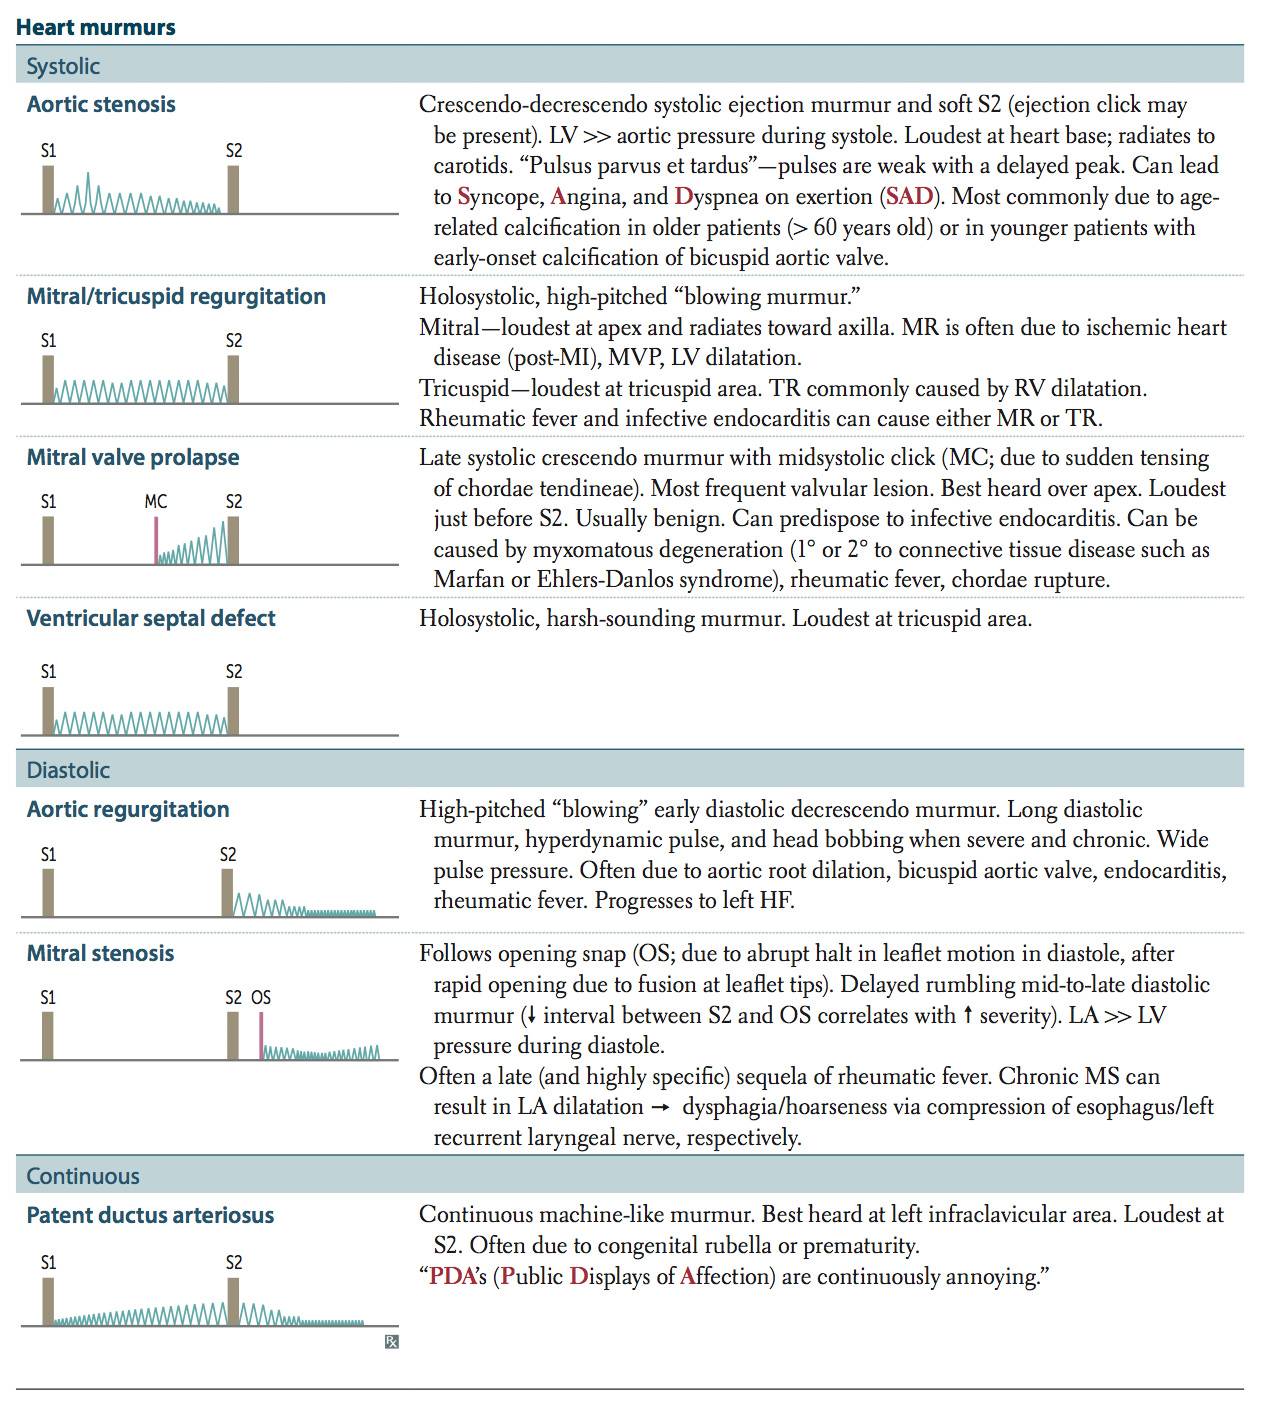 Heart murmurs
Systolic
Aortic stenosis
S1 S2
Crescendo-decrescendo systolic ejection murmur and soft S2 (ejection click may
be present). LV >> aortic pressure during systole. Loudest at heart base; radiates to
carotids. “Pulsus parvus et tardus”—pulses are weak with a delayed peak. Can lead
to Syncope, Angina, and Dyspnea on exertion (SAD). Most commonly due to age-
related calcification in older patients (> 60 years old) or in younger patients with
early-onset calcification of bicuspid aortic valve.
Mitral/tricuspid regurgitation
S1 S2
Holosystolic, high-pitched “blowing murmur.”
Mitral—loudest at apex and radiates toward axilla. MR is often due to ischemic heart
disease (post-MI), MVP, LV dilatation.
Tricuspid—loudest at tricuspid area. TR commonly caused by RV dilatation.
Rheumatic fever and infective endocarditis can cause either MR or TR.
Mitral valve prolapse
S1 MC S2
Late systolic crescendo murmur with midsystolic click (MC; due to sudden tensing
of chordae tendineae). Most frequent valvular lesion. Best heard over apex. Loudest
just before S2. Usually benign. Can predispose to infective endocarditis. Can be
caused by myxomatous degeneration (1° or 2° to connective tissue disease such as
Marfan or Ehlers-Danlos syndrome), rheumatic fever, chordae rupture.
Ventricular septal defect
S1 S2
Holosystolic, harsh-sounding murmur. Loudest at tricuspid area.
Diastolic
Aortic regurgitation
S1 S2
High-pitched “blowing” early diastolic decrescendo murmur. Long diastolic
murmur, hyperdynamic pulse, and head bobbing when severe and chronic. Wide
pulse pressure. Often due to aortic root dilation, bicuspid aortic valve, endocarditis,
rheumatic fever. Progresses to left HF.
Mitral stenosis
S1 S2 OS
Follows opening snap (OS; due to abrupt halt in leaflet motion in diastole, after
rapid opening due to fusion at leaflet tips). Delayed rumbling mid-to-late diastolic
murmur (↓ interval between S2 and OS correlates with ↑ severity). LA >> LV
pressure during diastole.
Often a late (and highly specific) sequela of rheumatic fever. Chronic MS can
result in LA dilatation → dysphagia/hoarseness via compression of esophagus/left
recurrent laryngeal nerve, respectively.
Continuous
Patent ductus arteriosus
S1 S2
Continuous machine-like murmur. Best heard at left infraclavicular area. Loudest at
S2. Often due to congenital rubella or prematurity.
“PDA’s (Public Displays of Affection) are continuously annoying.”
Rx